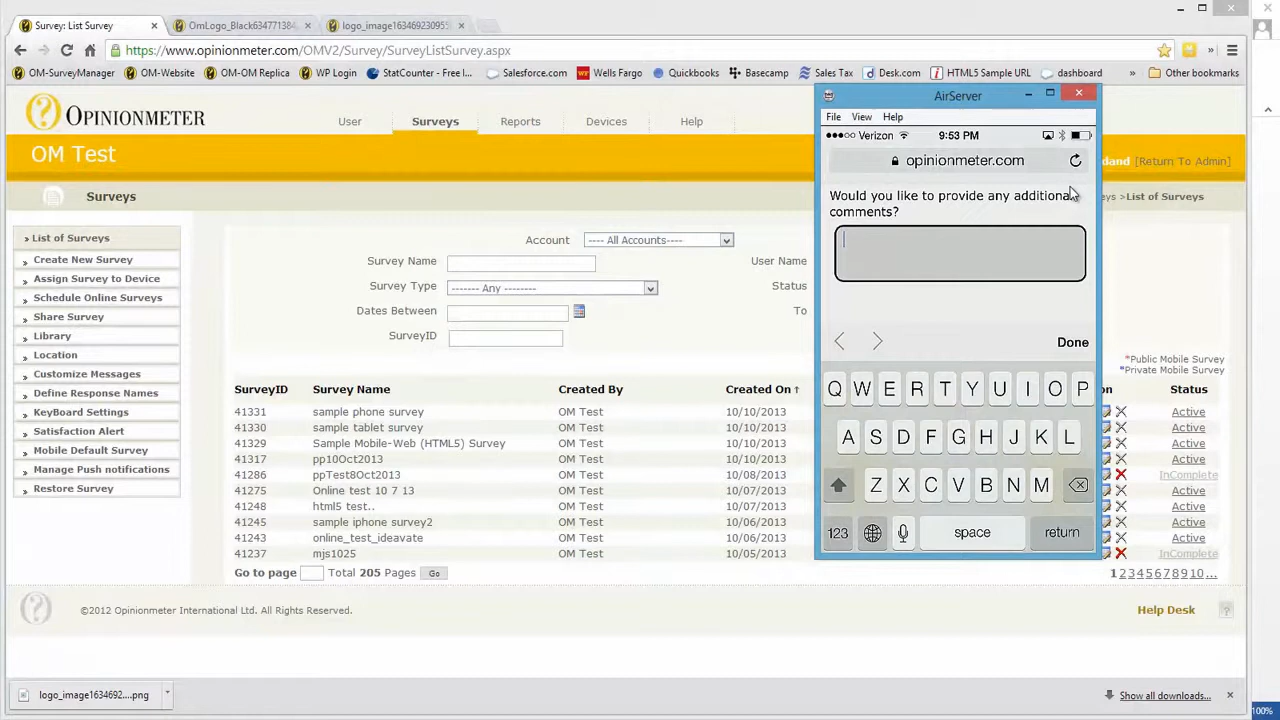 Survey: List Survey
OmLogo_Black634771384
logo_image163469230955
https://www.opinionmeter.com/OMV2/Survey/SurveyListSurvey.aspx
OM-SurveyManager OM-Website OM-OM Replica WP Login StatCounter - Free I... Salesforce.com Wells Fargo Quickbooks Basecamp Sales Tax Desk.com HTML5 Sample URL dashboard » Other bookmarks
OPINIONMETER
User Surveys Reports Devices Help
OM Test
dand [Return To Admin]
Surveys
ys >List of Surveys
» List of Surveys
» Create New Survey
» Assign Survey to Device
» Schedule Online Surveys
» Share Survey
» Library
» Location
» Customize Messages
» Define Response Names
» KeyBoard Settings
» Satisfaction Alert
» Mobile Default Survey
» Manage Push notifications
» Restore Survey
Account ---- All Accounts----
Survey Name User Name
Survey Type ------- Any -------- Status
Dates Between To
SurveyID
*Public Mobile Survey
*Private Mobile Survey
SurveyID Survey Name Created By Created On on Status
41331 sample phone survey OM Test 10/10/2013 Active
41330 sample tablet survey OM Test 10/10/2013 Active
41329 Sample Mobile-Web (HTML5) Survey OM Test 10/10/2013 Active
41317 pp10Oct2013 OM Test 10/10/2013 Active
41286 ppTest8Oct2013 OM Test 10/08/2013 InComplete
41275 Online test 10 7 13 OM Test 10/07/2013 Active
41248 html5 test.. OM Test 10/07/2013 Active
41245 sample iphone survey2 OM Test 10/06/2013 Active
41243 online_test_ideavate OM Test 10/06/2013 Active
41237 mjs1025 OM Test 10/05/2013 InComplete
Go to page Total 205 Pages Go 1 2 3 4 5 6 7 8 9 10 ...
©2012 Opinionmeter International Ltd. All Rights Reserved.
Help Desk ?
AirServer
File View Help
Verizon 9:53 PM
opinionmeter.com
Would you like to provide any additional
comments?
Done
Q W E R T Y U I O P
A S D F G H J K L
Z X C V B N M
123 space return
logo_image1634692....png
Show all downloads...
100%